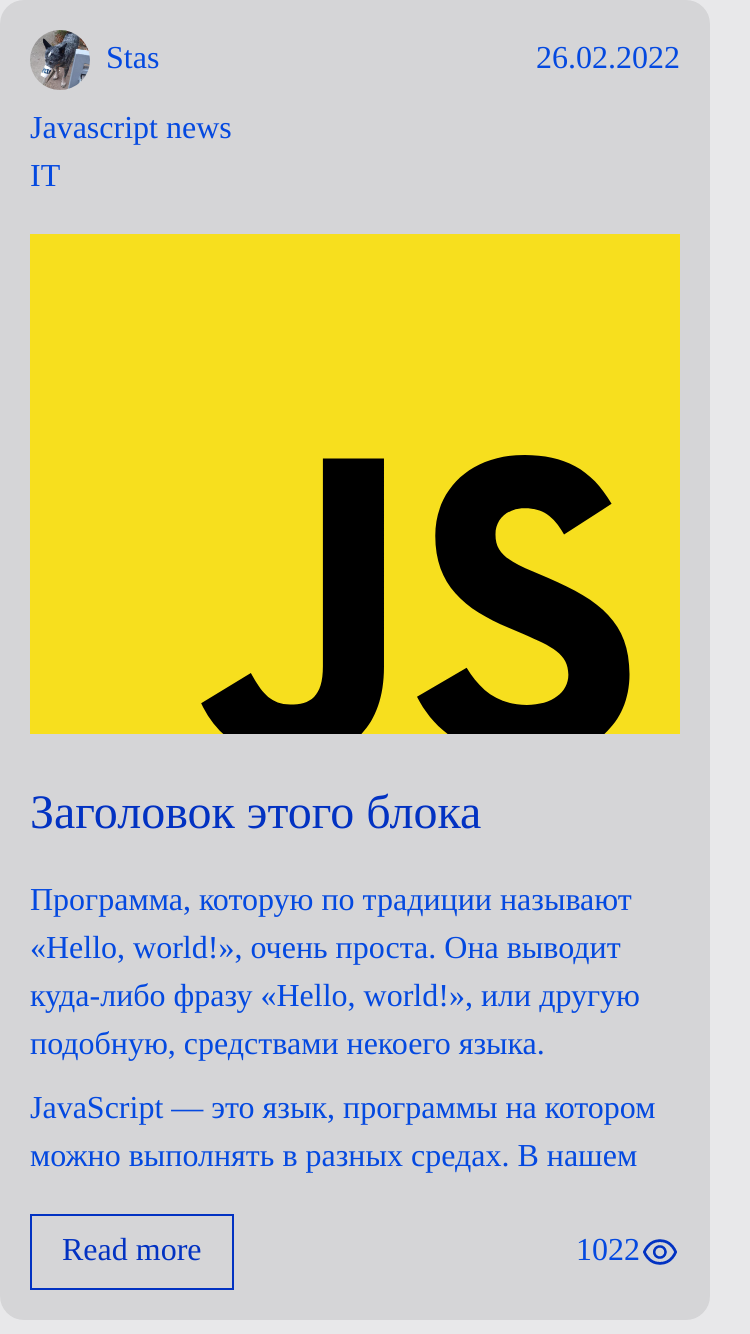 Stas 26.02.2022
Javascript news
IT
JS
Заголовок этого блока
Программа, которую по традиции называют
«Hello, world!», очень проста. Она выводит
куда-либо фразу «Hello, world!», или другую
подобную, средствами некоего языка.
JavaScript — это язык, программы на котором
можно выполнять в разных средах. В нашем
Read more 1022